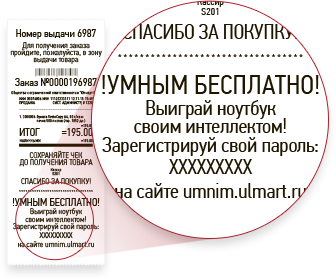 Номер выдачи 6987
Для получения заказа
пройдите, пожалуйста, в зону
выдачи товара
Заказ №0000196987
ИТОГ =195.00
СОХРАНЯЙТЕ ЧЕК
ДО ПОЛУЧЕНИЯ ТОВАРА
СПАСИБО ЗА ПОКУПКУ!
!УМНЫМ БЕСПЛАТНО!
Выиграй ноутбук
своим интеллектом!
Зарегистрируй свой пароль:
XXXXXXXXX
на сайте umnim.ulmart.ru
Кассир
S201
СПАСИБО ЗА ПОКУПКУ
!УМНЫМ БЕСПЛАТНО!
Выиграй ноутбук
своим интеллектом!
Зарегистрируй свой пароль:
XXXXXXXXX
на сайте umnim.ulmart.ru